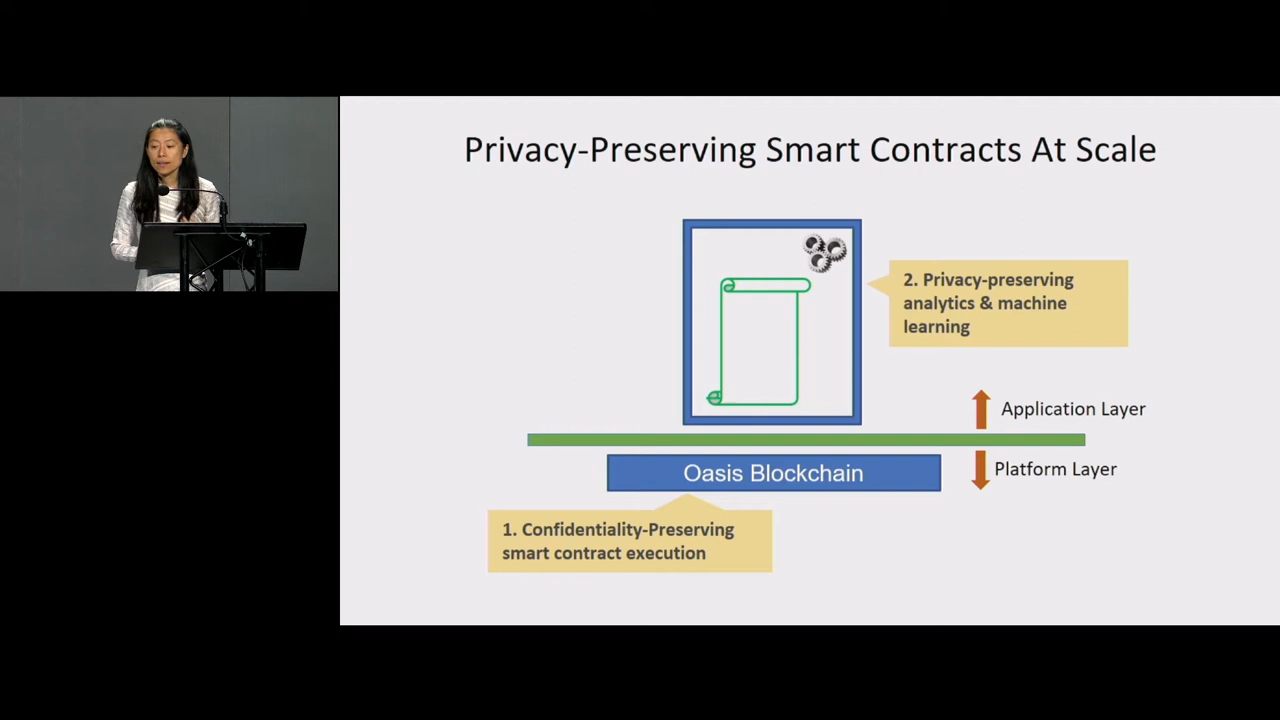 Privacy-Preserving Smart Contracts At Scale
2. Privacy-preserving
analytics & machine
learning
Application Layer
Oasis Blockchain
Platform Layer
1. Confidentiality-Preserving
smart contract execution